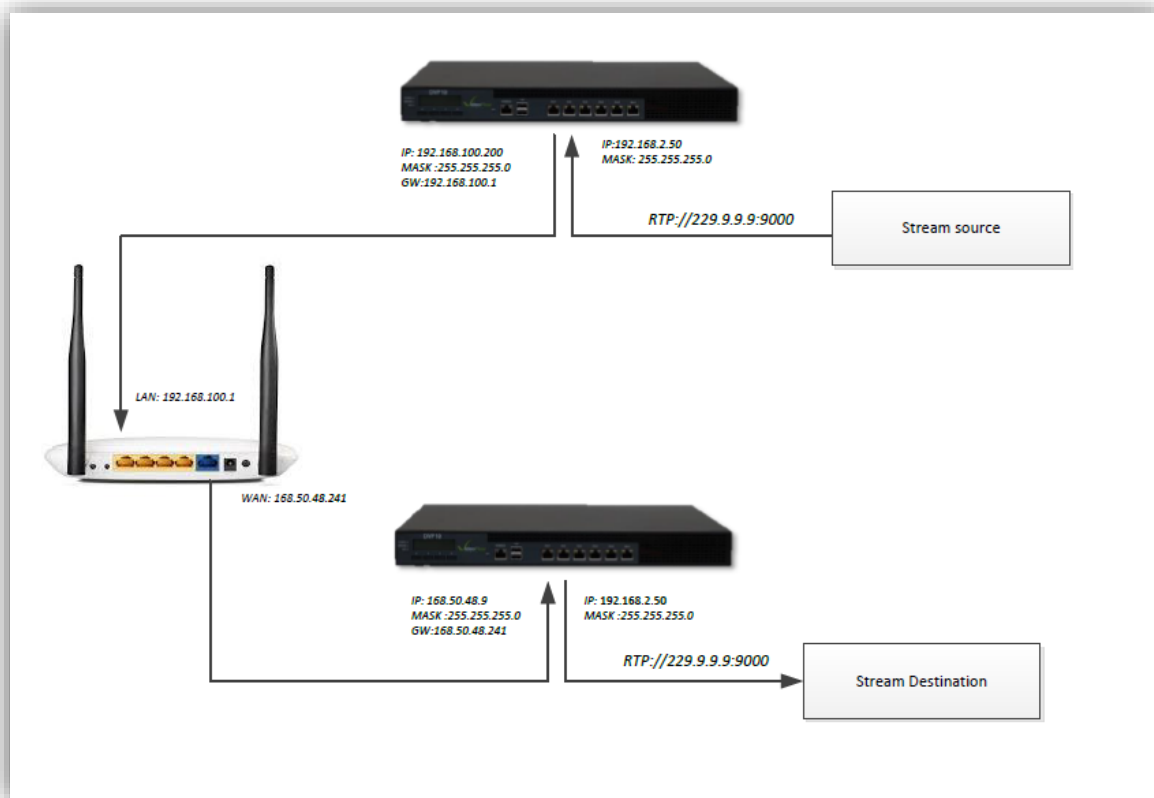 IP: 192.168.100.200
MASK :255.255.255.0
GW:192.168.100.1
IP:192.168.2.50
MASK: 255.255.255.0
RTP://229.9.9.9:9000
Stream source
LAN: 192.168.100.1
WAN: 168.50.48.241
IP: 168.50.48.9
MASK :255.255.255.0
GW:168.50.48.241
IP: 192.168.2.50
MASK :255.255.255.0
RTP://229.9.9.9:9000
Stream Destination